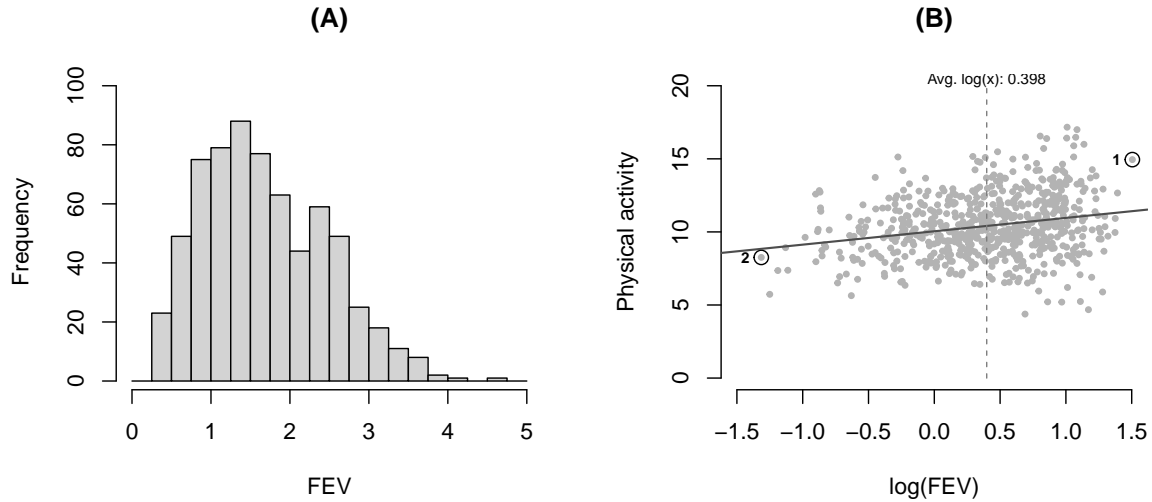 (A)
Frequency
100
80
60
40
20
0
0 1 2 3 4 5
FEV
(B)
Physical activity
20
15
10
5
0
Avg. log(x): 0.398
1
2
−1.5 −1.0 −0.5 0.0 0.5 1.0 1.5
log(FEV)